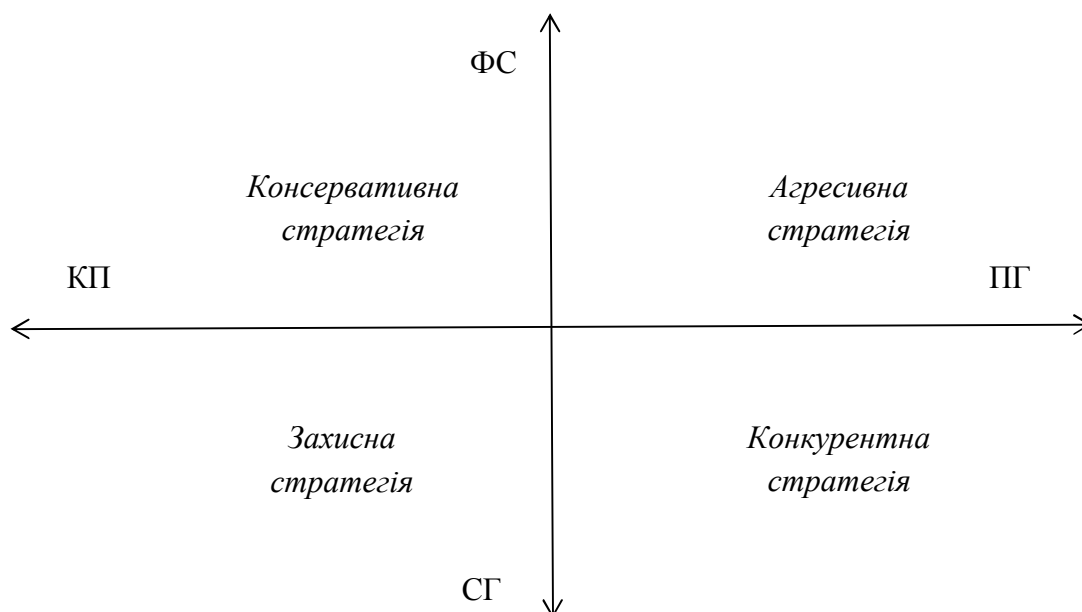 ФС
Консервативна
стратегія
Агресивна
стратегія
КП
ПГ
Захисна
стратегія
Конкурентна
стратегія
СГ